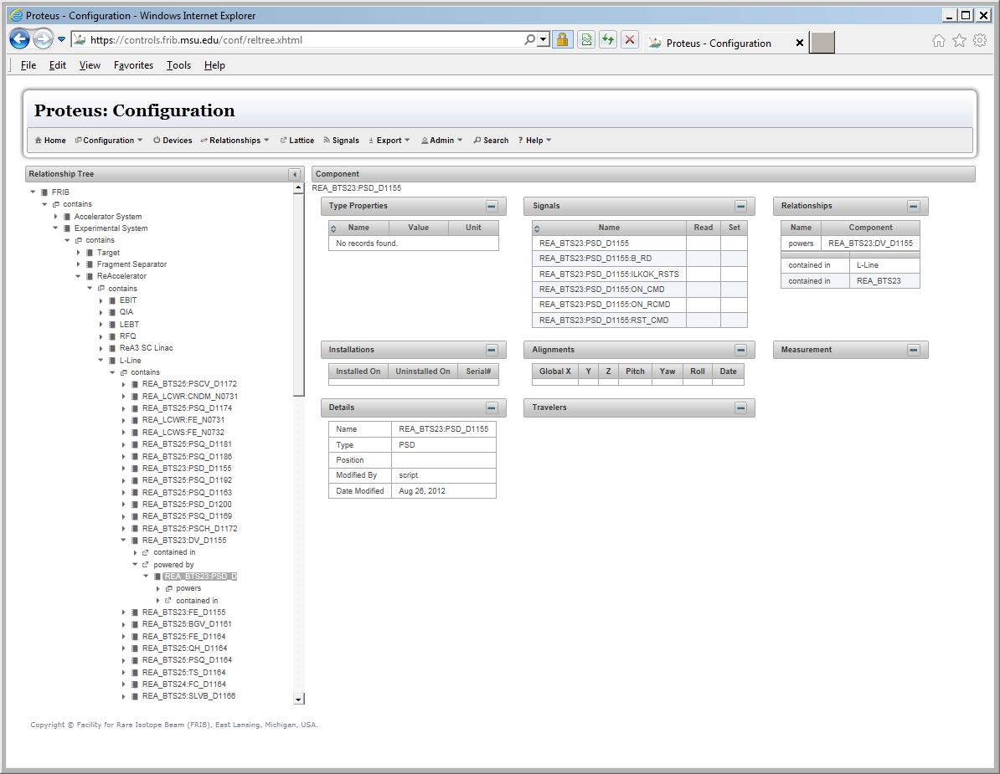 Proteus - Configuration - Windows Internet Explorer
https://controls.frib.msu.edu/conf/reltree.xhtml
Proteus - Configuration
File Edit View Favorites Tools Help
Proteus: Configuration
Home Configuration Devices Relationships Lattice Signals Export Admin Search ? Help
Relationship Tree
FRIB
contains
Accelerator System
Experimental System
contains
Target
Fragment Separator
ReAccelerator
contains
EBIT
QIA
LEBT
RFQ
ReA3 SC Linac
L-Line
contains
REA_BTS25:PSCV_D1172
REA_LCWR:CNDM_N0731
REA_BTS25:PSQ_D1174
REA_LCWR:FE_N0731
REA_LCWS:FE_N0732
REA_BTS25:PSQ_D1181
REA_BTS25:PSQ_D1186
REA_BTS23:PSD_D1155
REA_BTS25:PSQ_D1192
REA_BTS25:PSQ_D1163
REA_BTS25:PSD_D1200
REA_BTS25:PSQ_D1169
REA_BTS25:PSCH_D1172
REA_BTS23:DV_D1155
contained in
powered by
REA_BTS23:PSD_D
powers
contained in
REA_BTS23:FE_D1155
REA_BTS25:BGV_D1161
REA_BTS25:FE_D1164
REA_BTS25:QH_D1164
REA_BTS25:PSQ_D1164
REA_BTS25:TS_D1164
REA_BTS24:FC_D1164
REA_BTS25:SLVB_D1166
Component
REA_BTS23:PSD_D1155
Type Properties
Name Value Unit
No records found.
Signals
Name Read Set
REA_BTS23:PSD_D1155
REA_BTS23:PSD_D1155:B_RD
REA_BTS23:PSD_D1155:ILKOK_RSTS
REA_BTS23:PSD_D1155:ON_CMD
REA_BTS23:PSD_D1155:ON_RCMD
REA_BTS23:PSD_D1155:RST_CMD
Relationships
Name Component
powers REA_BTS23:DV_D1155
contained in L-Line
contained in REA_BTS23
Installations
Installed On Uninstalled On Serial#
Alignments
Global X Y Z Pitch Yaw Roll Date
Measurement
Details
Name REA_BTS23:PSD_D1155
Type PSD
Position
Modified By script
Date Modified Aug 26, 2012
Travelers
Copyright © Facility for Rare Isotope Beam (FRIB), East Lansing, Michigan, USA.